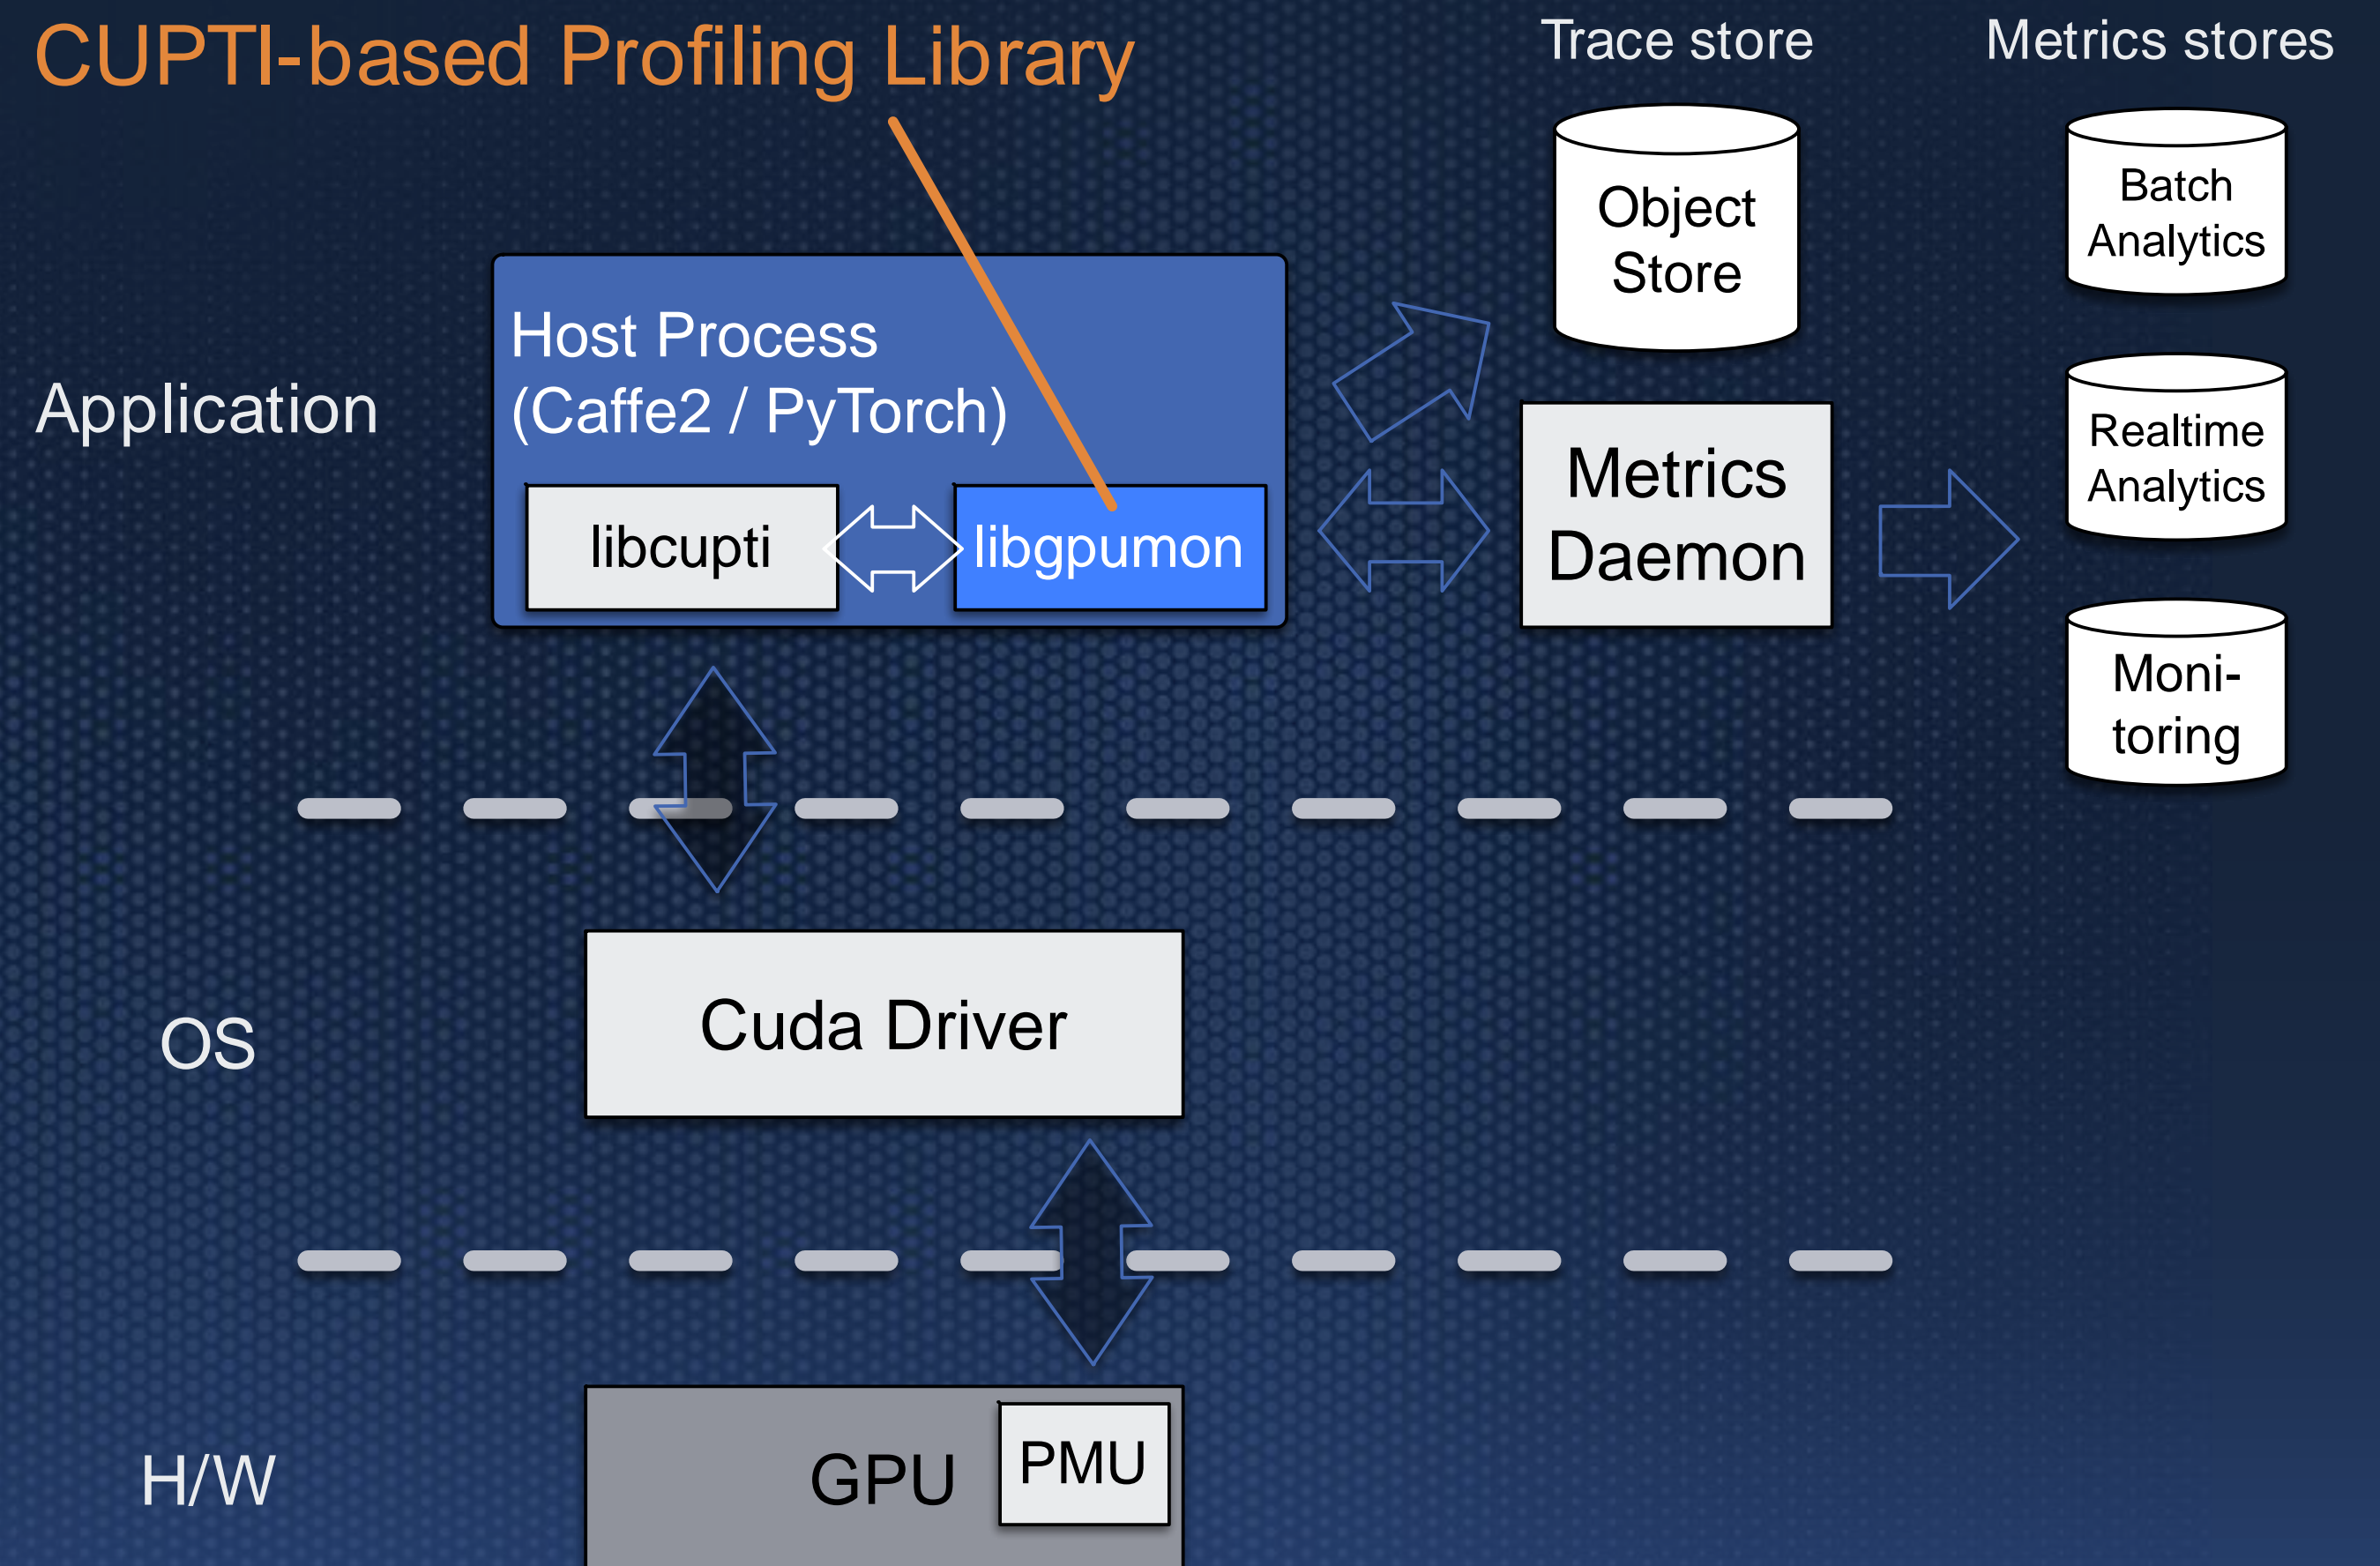 CUPTI-based Profiling Library
Trace store
Metrics stores
Object
Store
Batch
Analytics
Host Process
(Caffe2 / PyTorch)
Application
libcupti
libgpumon
Metrics
Daemon
Realtime
Analytics
Moni-
toring
OS
Cuda Driver
H/W
GPU
PMU